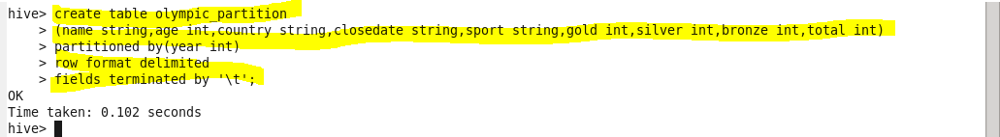 hive> create table olympic_partition
    > (name string,age int,country string,closedate string,sport string,gold int,silver int,bronze int,total int)
    > partitioned by(year int)
    > row format delimited
    > fields terminated by '\t';
OK
Time taken: 0.102 seconds
hive>